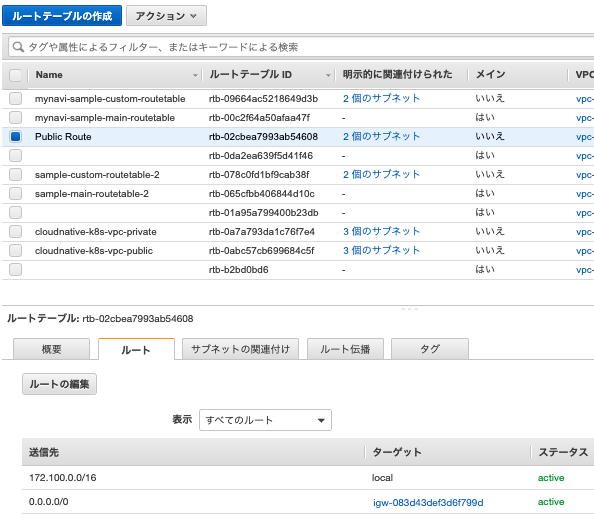 ルートテーブルの作成 アクション
タグや属性によるフィルター、またはキーワードによる検索
Name ルートテーブル ID 明示的に関連付けられた メイン VPC
mynavi-sample-custom-routetable rtb-09664ac5218649d3b 2 個のサブネット いいえ vpc-
mynavi-sample-main-routetable rtb-00c2f64a50afaa47f - はい vpc-
Public Route rtb-02cbea7993ab54608 2 個のサブネット いいえ vpc-
rtb-0da2ea639f5d41f46 - はい vpc-
sample-custom-routetable-2 rtb-078c0fd1bf9cab38f 2 個のサブネット いいえ vpc-
sample-main-routetable-2 rtb-065cfbb406844d10c - はい vpc-
rtb-01a95a799400b23db - はい vpc-
cloudnative-k8s-vpc-private rtb-0a7a793da1c76f7e4 3 個のサブネット いいえ vpc-
cloudnative-k8s-vpc-public rtb-0abc57cb699684c5f 3 個のサブネット いいえ vpc-
rtb-b2bd0bd6 - はい vpc-
ルートテーブル: rtb-02cbea7993ab54608
概要 ルート サブネットの関連付け ルート伝播 タグ
ルートの編集
表示 すべてのルート
送信先 ターゲット ステータス
172.100.0.0/16 local active
0.0.0.0/0 igw-083d43def3d6f799d active